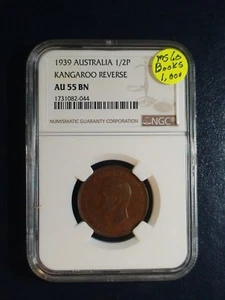 1939 AUSTRALIA 1/2P
KANGAROO REVERSE
AU 55 BN
1731082-044
NUMISMATIC GUARANTY CORPORATION
NGC
MS60
Books
1,000